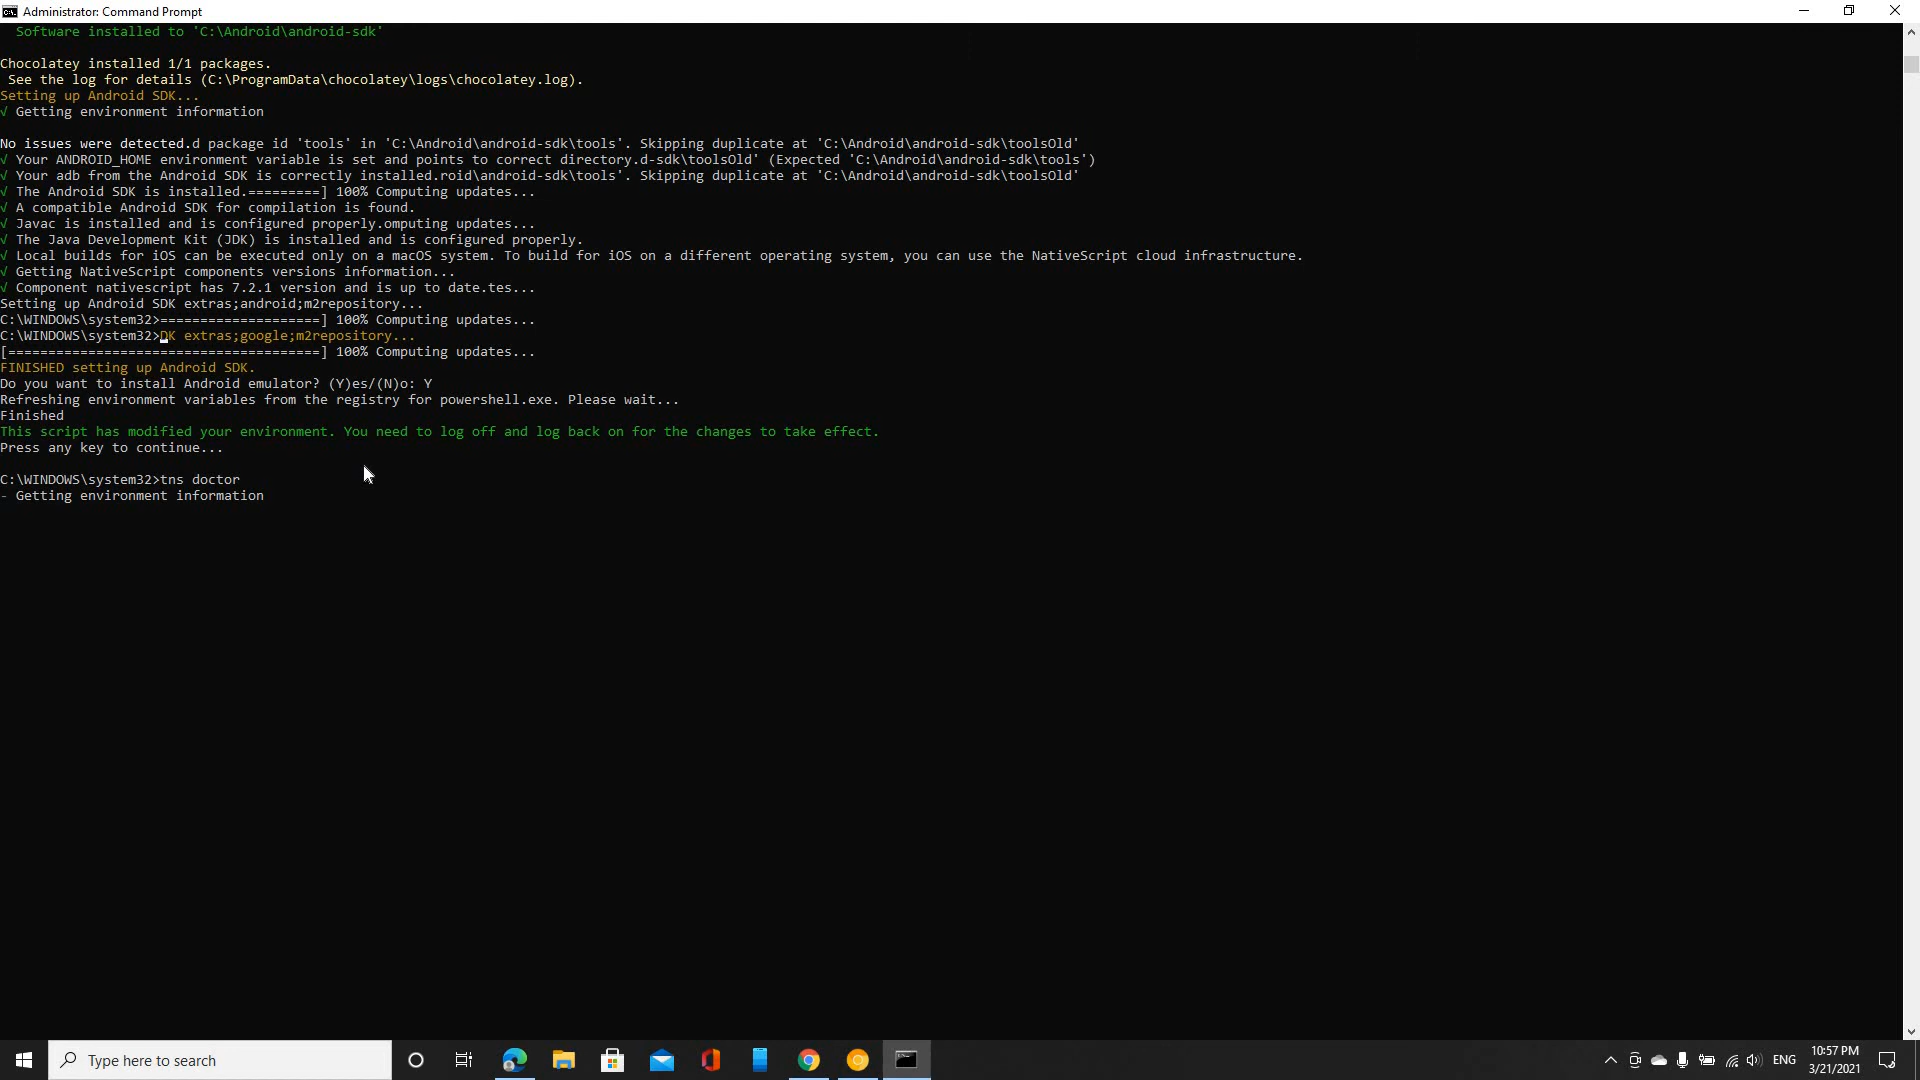 Administrator: Command Prompt
Software installed to 'C:\Android\android-sdk'
Chocolatey installed 1/1 packages.
See the log for details (C:\ProgramData\chocolatey\logs\chocolatey.log).
Setting up Android SDK...
√ Getting environment information
No issues were detected.d package id 'tools' in 'C:\Android\android-sdk\tools'. Skipping duplicate at 'C:\Android\android-sdk\toolsOld'
√ Your ANDROID_HOME environment variable is set and points to correct directory.d-sdk\toolsOld' (Expected 'C:\Android\android-sdk\tools')
√ Your adb from the Android SDK is correctly installed.roid\android-sdk\tools'. Skipping duplicate at 'C:\Android\android-sdk\toolsOld'
√ The Android SDK is installed.=========] 100% Computing updates...
√ A compatible Android SDK for compilation is found.
√ Javac is installed and is configured properly.omputing updates...
√ The Java Development Kit (JDK) is installed and is configured properly.
√ Local builds for iOS can be executed only on a macOS system. To build for iOS on a different operating system, you can use the NativeScript cloud infrastructure.
√ Getting NativeScript components versions information...
√ Component nativescript has 7.2.1 version and is up to date.tes...
Setting up Android SDK extras;android;m2repository...
C:\WINDOWS\system32>====================] 100% Computing updates...
C:\WINDOWS\system32>DK extras;google;m2repository...
[=======================================] 100% Computing updates...
FINISHED setting up Android SDK.
Do you want to install Android emulator? (Y)es/(N)o: Y
Refreshing environment variables from the registry for powershell.exe. Please wait...
Finished
This script has modified your environment. You need to log off and log back on for the changes to take effect.
Press any key to continue...
C:\WINDOWS\system32>tns doctor
- Getting environment information
Type here to search
ENG
10:57 PM
3/21/2021